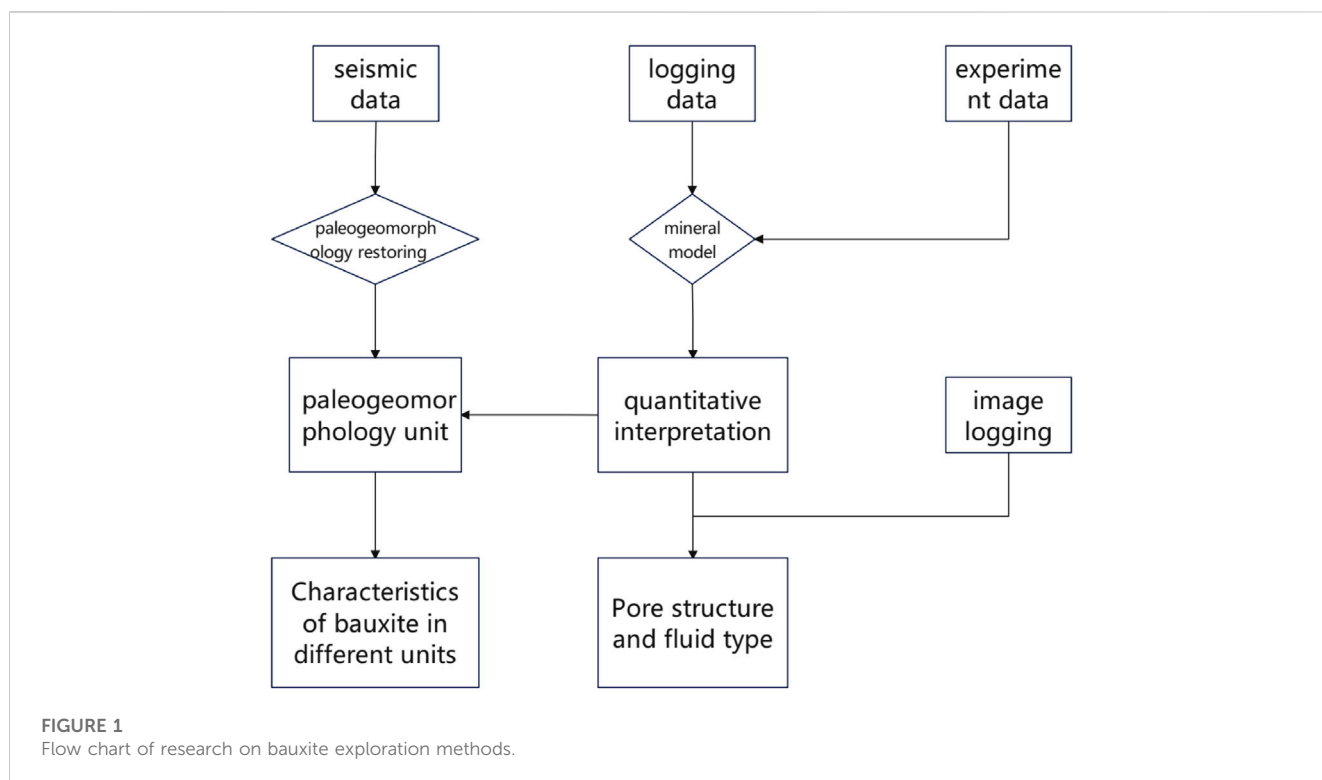 seismic
data
logging
data
experime
nt data
paleogeomorph
ology restoring
mineral
model
paleogeomor
phology unit
quantitative
interpretation
image
logging
Characteristics
of bauxite in
different units
Pore structure
and fluid type
FIGURE 1
Flow chart of research on bauxite exploration methods.